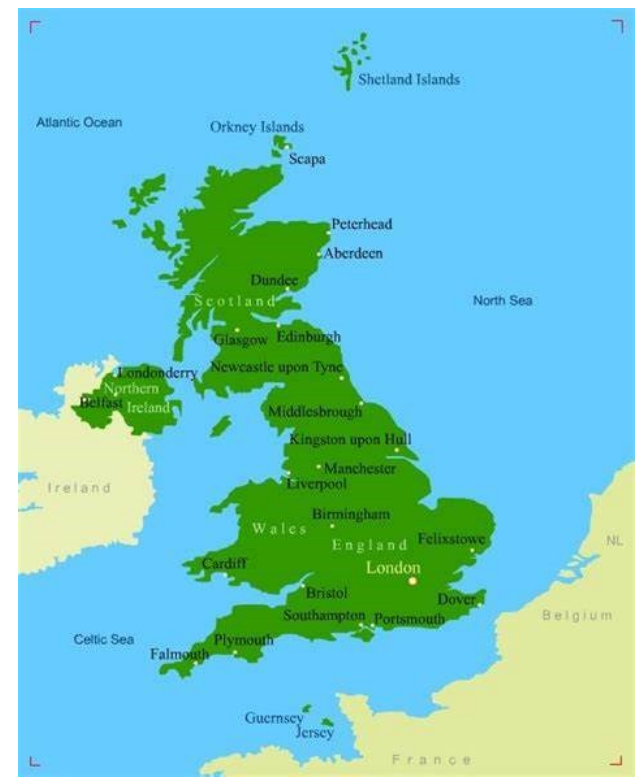 Shetland Islands
Atlantic Ocean
Orkney Islands
Scapa
Peterhead
Aberdeen
Dundee
Scotland
North Sea
Glasgow
Edinburgh
Newcastle upon Tyne
Londonderry
Northern
Ireland
Belfast
Middlesbrough
Kingston upon Hull
Manchester
Liverpool
Ireland
Birmingham
Wales
England
Felixstowe
NL
Cardiff
London
Bristol
Dover
Southampton
Portsmouth
Belgium
Celtic Sea
Plymouth
Falmouth
Guernsey
Jersey
France